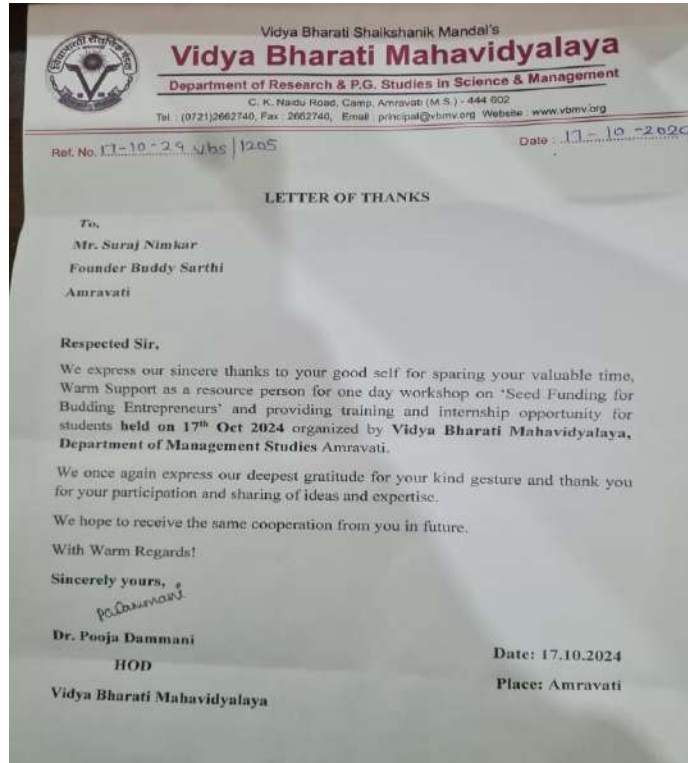 Vidya Bharati Shaikshanik Mandal's
Vidya Bharati Mahavidyalaya
Department of Research & P.G. Studies in Science & Management
C. K. Naidu Road, Camp, Amravati (M.S.) - 444 602
Tel. : (0721)2662740, Fax : 2662740, Email : principal@vbmv.org Website : www.vbmv.org
Ref. No. 17-10-24 vbs|1205
Date : 17-10-2020
LETTER OF THANKS
To,
Mr. Suraj Nimkar
Founder Buddy Sarthi
Amravati
Respected Sir,
We express our sincere thanks to your good self for sparing your valuable time,
Warm Support as a resource person for one day workshop on ‘Seed Funding for
Budding Entrepreneurs’ and providing training and internship opportunity for
students held on 17th Oct 2024 organized by Vidya Bharati Mahavidyalaya,
Department of Management Studies Amravati.
We once again express our deepest gratitude for your kind gesture and thank you
for your participation and sharing of ideas and expertise.
We hope to receive the same cooperation from you in future.
With Warm Regards!
Sincerely yours,
Dr. Pooja Dammani
HOD
Vidya Bharati Mahavidyalaya
Date: 17.10.2024
Place: Amravati